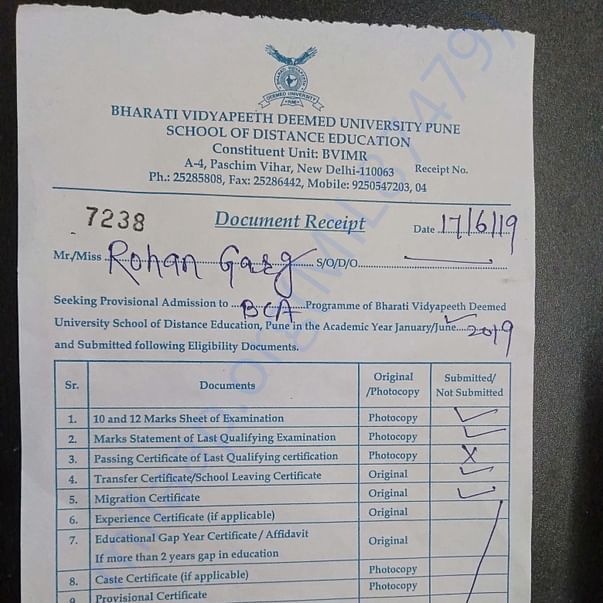 BHARATI VIDYAPEETH DEEMED UNIVERSITY PUNE
SCHOOL OF DISTANCE EDUCATION
Constituent Unit: BVIMR
A-4, Paschim Vihar, New Delhi-110063 Receipt No.
Ph.: 25285808, Fax: 25286442, Mobile: 9250547203, 04
7238 Document Receipt Date 17/6/19
Mr./Miss Rohan Garg S/O/D/O
Seeking Provisional Admission to BCA Programme of Bharati Vidyapeeth Deemed
University School of Distance Education, Pune in the Academic Year January/June 2019
and Submitted following Eligibility Documents.
Sr. Documents Original /Photocopy Submitted/ Not Submitted
1. 10 and 12 Marks Sheet of Examination Photocopy ✓
2. Marks Statement of Last Qualifying Examination Photocopy ✓
3. Passing Certificate of Last Qualifying certification Photocopy X
4. Transfer Certificate/School Leaving Certificate Original ✓
5. Migration Certificate Original ✓
6. Experience Certificate (if applicable) Original
7. Educational Gap Year Certificate / Affidavit Original
If more than 2 years gap in education
8. Caste Certificate (if applicable) Photocopy
9. Provisional Certificate Photocopy